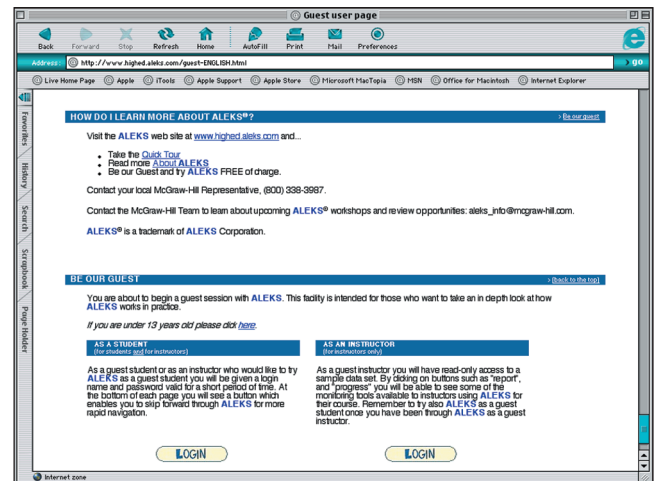 Guest user page
Back Forward Stop Refresh Home AutoFill Print Mail Preferences
Address: http://www.highed.aleks.com/guest-ENGLISH.html go
Live Home Page Apple iTools Apple Support Apple Store Microsoft MacTopia MSN Office for Macintosh Internet Explorer
Favorites
History
Search
Scrapbook
Page Holder
HOW DO I LEARN MORE ABOUT ALEKS®? > Be our guest
Visit the ALEKS web site at www.highed.aleks.com and...
• Take the Quick Tour
• Read more About ALEKS
• Be our Guest and try ALEKS FREE of charge.
Contact your local McGraw-Hill Representative, (800) 338-3987.
Contact the McGraw-Hill Team to learn about upcoming ALEKS® workshops and review opportunities: aleks_info@mcgraw-hill.com.
ALEKS® is a trademark of ALEKS Corporation.
BE OUR GUEST > (back to the top)
You are about to begin a guest session with ALEKS. This facility is intended for those who want to take an in depth look at how
ALEKS works in practice.
If you are under 13 years old please click here.
AS A STUDENT
(for students and for instructors)
As a guest student or as an instructor who would like to try
ALEKS as a guest student you will be given a login
name and password valid for a short period of time. At
the bottom of each page you will see a button which
enables you to skip forward through ALEKS for more
rapid navigation.
LOGIN
AS AN INSTRUCTOR
(for instructors only)
As a guest instructor you will have read-only access to a
sample data set. By clicking on buttons such as "report",
and "progress" you will be able to see some of the
monitoring tools available to instructors using ALEKS for
their course. Remember to try also ALEKS as a guest
student once you have been through ALEKS as a guest
instructor.
LOGIN
Internet zone